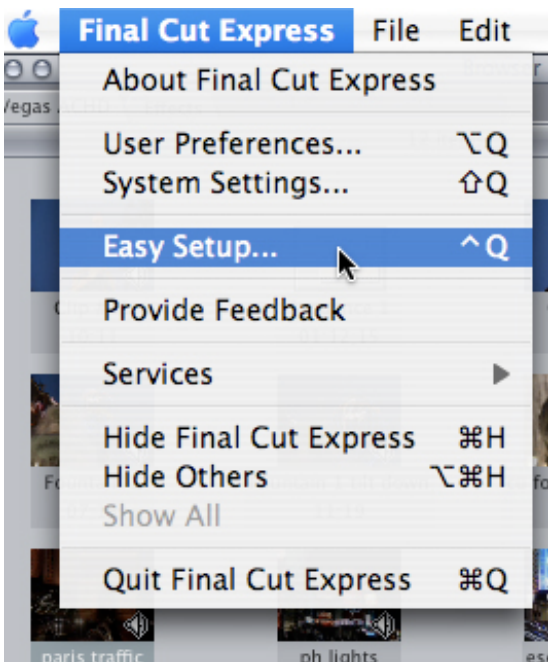 Final Cut Express File Edit
About Final Cut Express
User Preferences... ⌥Q
System Settings... ⇧Q
Easy Setup... ^Q
Provide Feedback
Services
Hide Final Cut Express ⌘H
Hide Others ⌥⌘H
Show All
Quit Final Cut Express ⌘Q
paris traffic ph lights